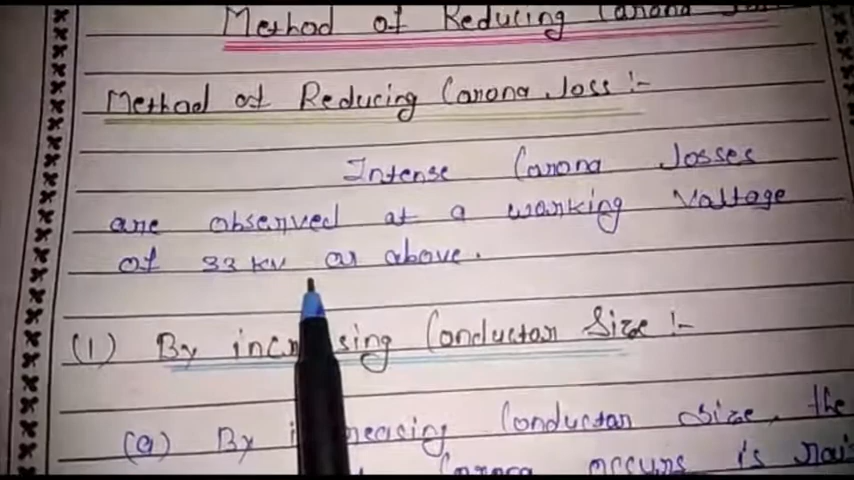 Method of Reducing Corona
Method of Reducing Corona loss :-
Intense Corona losses
are observed at a working Voltage
of 33 KV or above.
(1) By increasing Conductor Size :-
(a) By increasing Conductor size, the
Corona occurs is